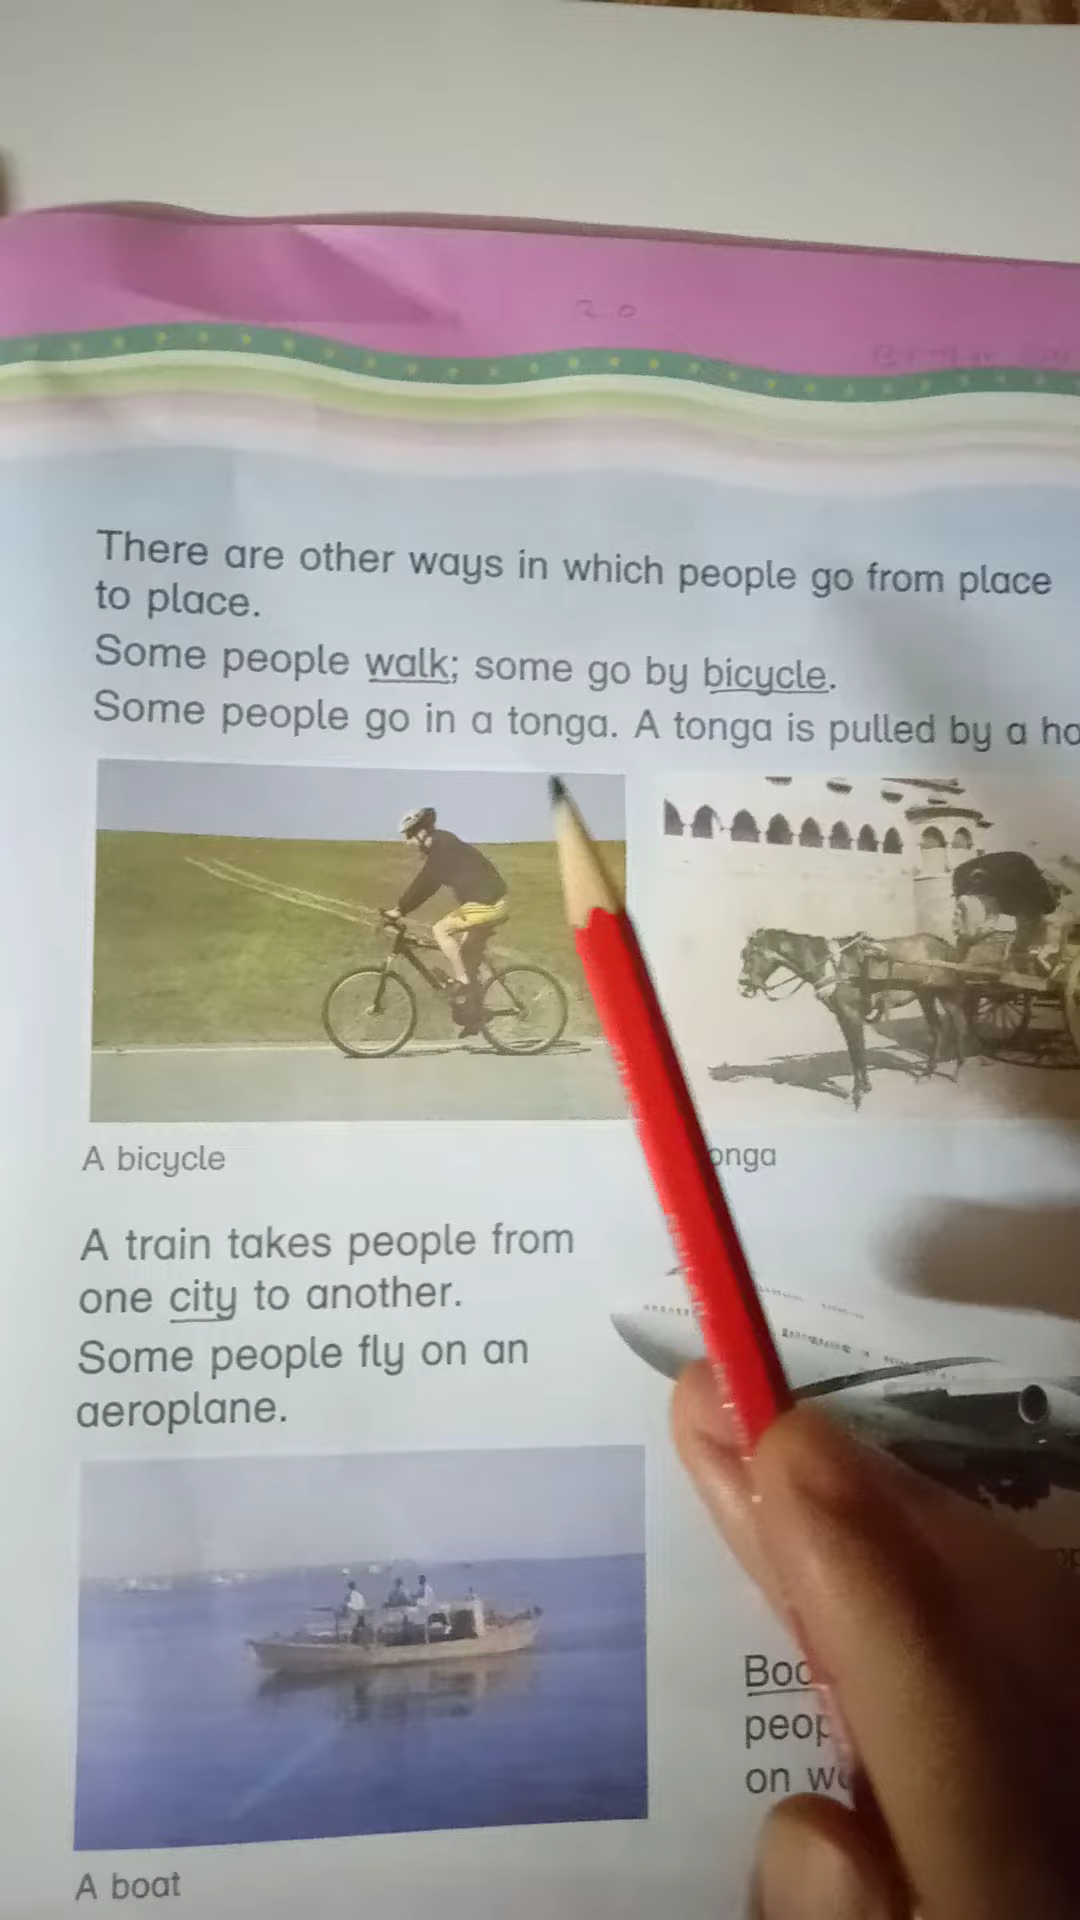 20
There are other ways in which people go from place
to place.
Some people walk; some go by bicycle.
Some people go in a tonga. A tonga is pulled by a
A bicycle
A train takes people from
one city to another.
Some people fly on an
aeroplane.
on
A boat